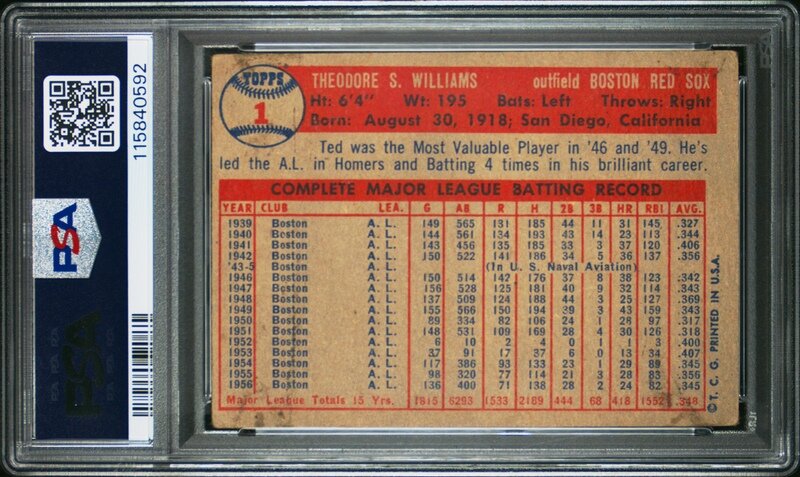 115840592
PSA
PSA
TOPPS
1
THEODORE S. WILLIAMS outfield BOSTON RED SOX
Ht: 6'4" Wt: 195 Bats: Left Throws: Right
Born: August 30, 1918; San Diego, California
Ted was the Most Valuable Player in '46 and '49. He's
led the A.L. in Homers and Batting 4 times in his brilliant career.
COMPLETE MAJOR LEAGUE BATTING RECORD
YEAR CLUB LEA. G AB R H 2B 3B HR RBI AVG.
1939 Boston A. L. 149 565 131 185 44 11 31 145 .327
1940 Boston A. L. 144 561 134 193 43 14 23 113 .344
1941 Boston A. L. 143 456 135 185 33 3 37 120 .406
1942 Boston A. L. 150 522 141 186 34 5 36 137 .356
'43-5 (In U. S. Naval Aviation)
1946 Boston A. L. 150 514 142 176 37 8 38 123 .342
1947 Boston A. L. 156 528 125 181 40 9 32 114 .343
1948 Boston A. L. 137 509 124 188 44 3 25 127 .369
1949 Boston A. L. 155 566 150 194 39 3 43 159 .343
1950 Boston A. L. 89 334 82 106 24 1 28 97 .317
1951 Boston A. L. 148 531 109 169 28 4 30 126 .318
1952 Boston A. L. 6 10 2 4 0 1 1 3 .400
1953 Boston A. L. 37 91 17 37 6 0 13 34 .407
1954 Boston A. L. 117 386 93 133 23 1 29 89 .345
1955 Boston A. L. 98 320 77 114 21 3 28 83 .356
1956 Boston A. L. 136 400 71 138 28 2 24 82 .345
Major League Totals 15 Yrs. 1815 6293 1533 2189 444 68 418 1552 .348
© T. C. G. PRINTED IN U.S.A.